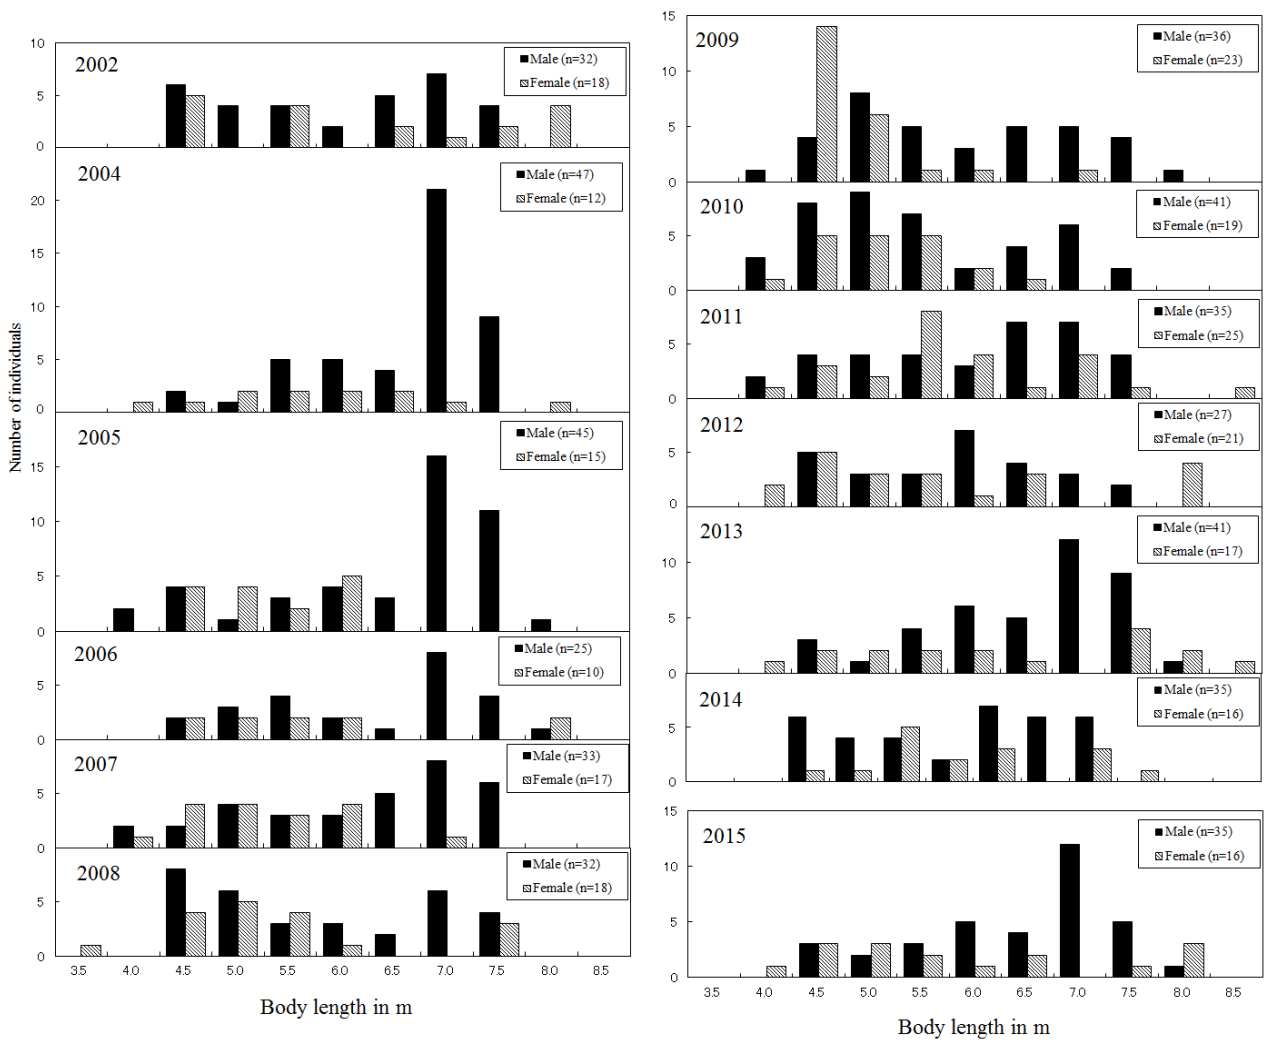 Number of individuals
10
2002
Male (n=32)
Female (n=18)
5
0
2004
Male (n=47)
Female (n=12)
20
15
10
5
0
2005
Male (n=45)
Female (n=15)
15
10
5
0
2006
Male (n=25)
Female (n=10)
5
0
2007
Male (n=33)
Female (n=17)
5
0
2008
Male (n=32)
Female (n=18)
5
0
3.5 4.0 4.5 5.0 5.5 6.0 6.5 7.0 7.5 8.0 8.5
Body length in m
15
2009
Male (n=36)
Female (n=23)
10
5
0
2010
Male (n=41)
Female (n=19)
5
0
2011
Male (n=35)
Female (n=25)
5
0
2012
Male (n=27)
Female (n=21)
5
0
2013
Male (n=41)
Female (n=17)
10
5
0
2014
Male (n=35)
Female (n=16)
5
0
15
2015
Male (n=35)
Female (n=16)
10
5
0
3.5 4.0 4.5 5.0 5.5 6.0 6.5 7.0 7.5 8.0 8.5
Body length in m